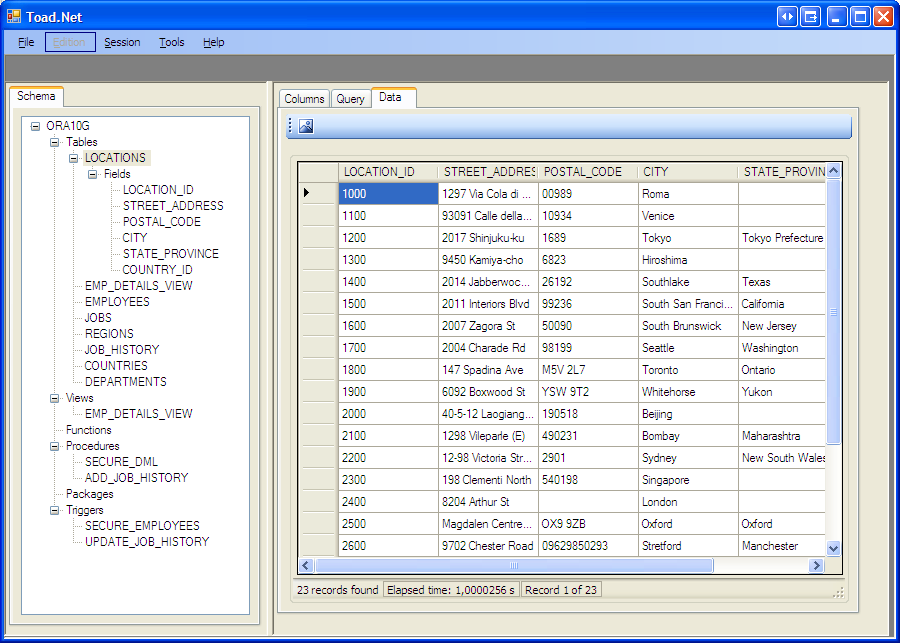 Toad.Net
File Edition Session Tools Help
Schema
ORA10G
Tables
LOCATIONS
Fields
LOCATION_ID
STREET_ADDRESS
POSTAL_CODE
CITY
STATE_PROVINCE
COUNTRY_ID
EMP_DETAILS_VIEW
EMPLOYEES
JOBS
REGIONS
JOB_HISTORY
COUNTRIES
DEPARTMENTS
Views
EMP_DETAILS_VIEW
Functions
Procedures
SECURE_DML
ADD_JOB_HISTORY
Packages
Triggers
SECURE_EMPLOYEES
UPDATE_JOB_HISTORY
Columns Query Data
LOCATION_ID STREET_ADDRES POSTAL_CODE CITY STATE_PROVIN
1000 1297 Via Cola di ... 00989 Roma
1100 93091 Calle della... 10934 Venice
1200 2017 Shinjuku-ku 1689 Tokyo Tokyo Prefecture
1300 9450 Kamiya-cho 6823 Hiroshima
1400 2014 Jabberwoc... 26192 Southlake Texas
1500 2011 Interiors Blvd 99236 South San Franci... California
1600 2007 Zagora St 50090 South Brunswick New Jersey
1700 2004 Charade Rd 98199 Seattle Washington
1800 147 Spadina Ave M5V 2L7 Toronto Ontario
1900 6092 Boxwood St YSW 9T2 Whitehorse Yukon
2000 40-5-12 Laogiang... 190518 Beijing
2100 1298 Vileparle (E) 490231 Bombay Maharashtra
2200 12-98 Victoria Str... 2901 Sydney New South Wales
2300 198 Clementi North 540198 Singapore
2400 8204 Arthur St London
2500 Magdalen Centre... OX9 9ZB Oxford Oxford
2600 9702 Chester Road 09629850293 Stretford Manchester
23 records found Elapsed time: 1,0000256 s Record 1 of 23